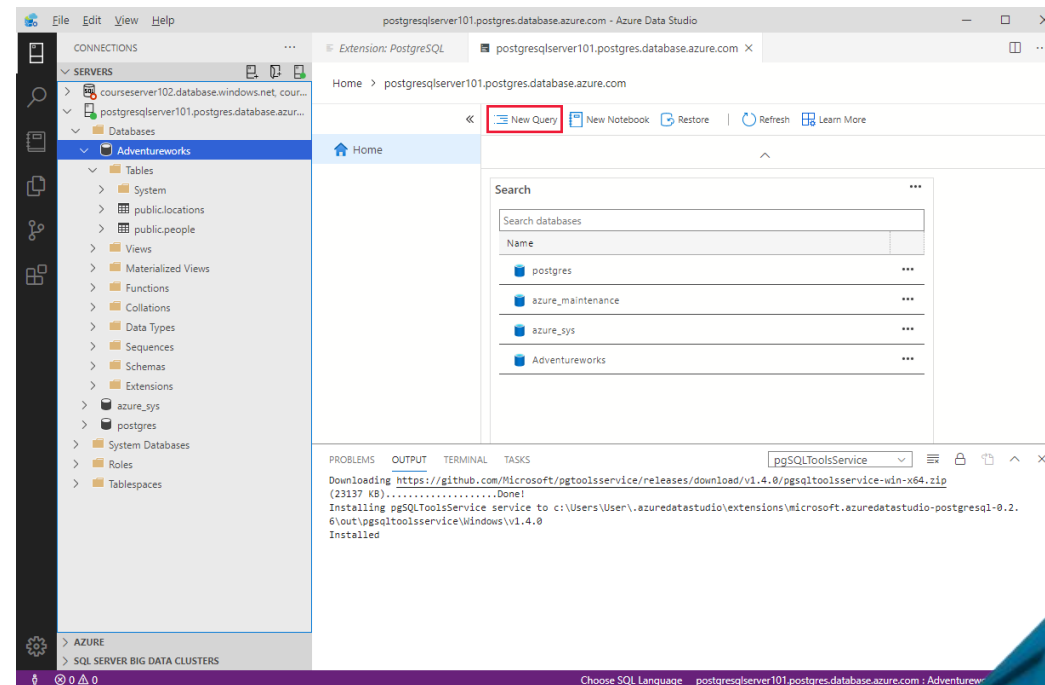 File Edit View Help
postgresqlserver101.postgres.database.azure.com - Azure Data Studio
CONNECTIONS
SERVERS
courseserver102.database.windows.net, cour...
postgresqlserver101.postgres.database.azur...
Databases
Adventureworks
Tables
System
public.locations
public.people
Views
Materialized Views
Functions
Collations
Data Types
Sequences
Schemas
Extensions
azure_sys
postgres
System Databases
Roles
Tablespaces
AZURE
SQL SERVER BIG DATA CLUSTERS
Extension: PostgreSQL
postgresqlserver101.postgres.database.azure.com
Home > postgresqlserver101.postgres.database.azure.com
New Query New Notebook Restore Refresh Learn More
Home
Search
Search databases
Name
postgres
azure_maintenance
azure_sys
Adventureworks
PROBLEMS OUTPUT TERMINAL TASKS
pgSQLToolsService
Downloading https://github.com/Microsoft/pgtoolsservice/releases/download/v1.4.0/pgsqltoolsservice-win-x64.zip
(23137 KB)....................Done!
Installing pgSQLToolsService service to c:\Users\User\.azuredatastudio\extensions\microsoft.azuredatastudio-postgresql-0.2.
6\out\pgsqltoolsservice\Windows\v1.4.0
Installed
0 0
Choose SQL Language postgresqlserver101.postgres.database.azure.com : Adventurew